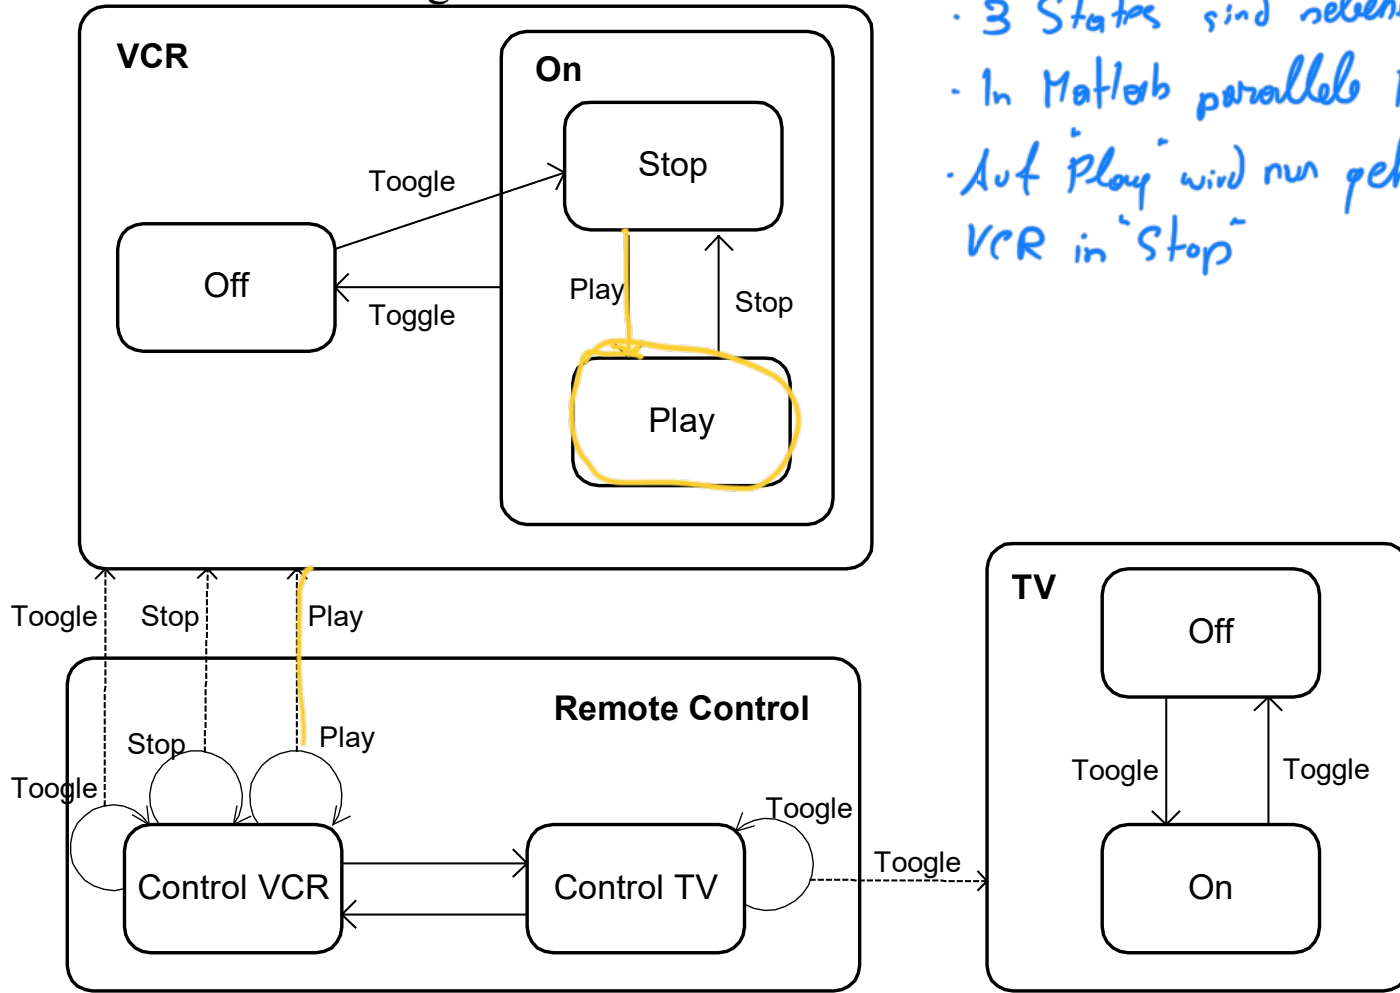 VCR
On
Stop
Toogle
Off
Toggle
Play
Stop
Play
· 3 States sind
- In Matlab parallele
· Auf "Play" wird nun
VCR in "Stop"
Toogle
Stop
Play
Remote Control
Stop
Play
Toogle
Toogle
Control VCR
Control TV
Toogle
TV
Off
Toogle
Toggle
On